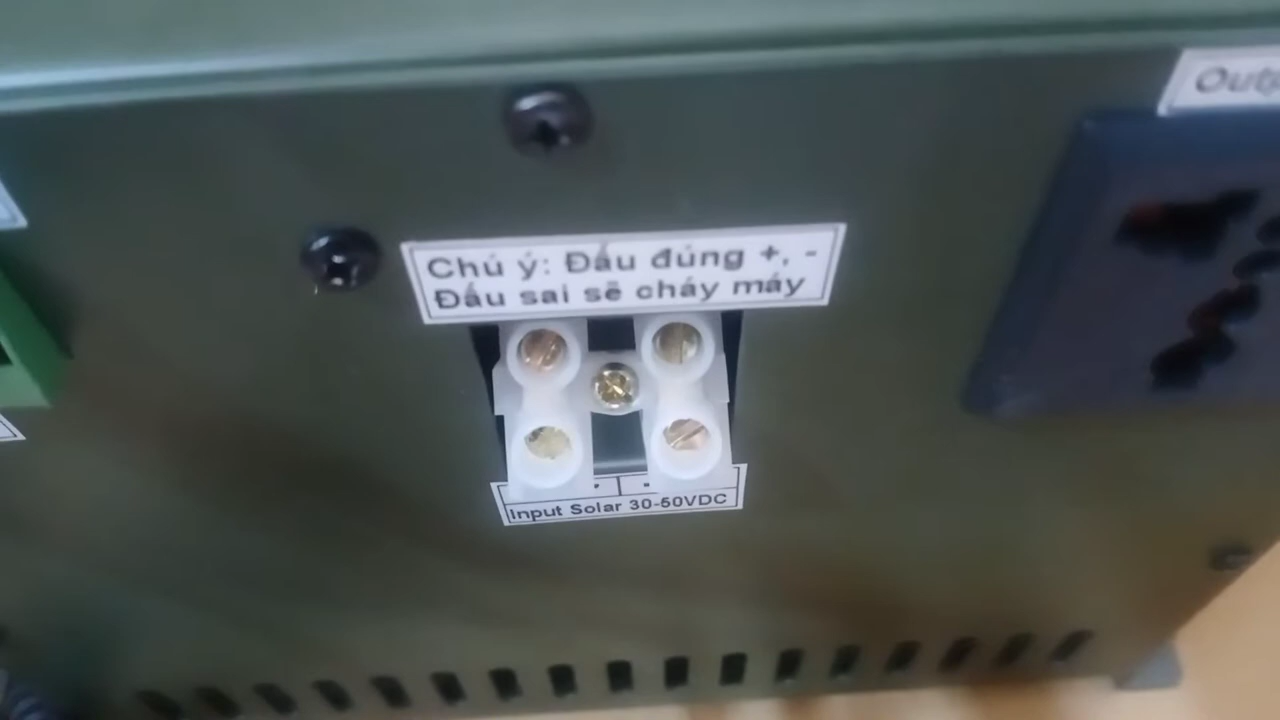 Chú ý: Đấu đúng +, -
Đấu sai sẽ cháy máy
Input Solar 30-50VDC